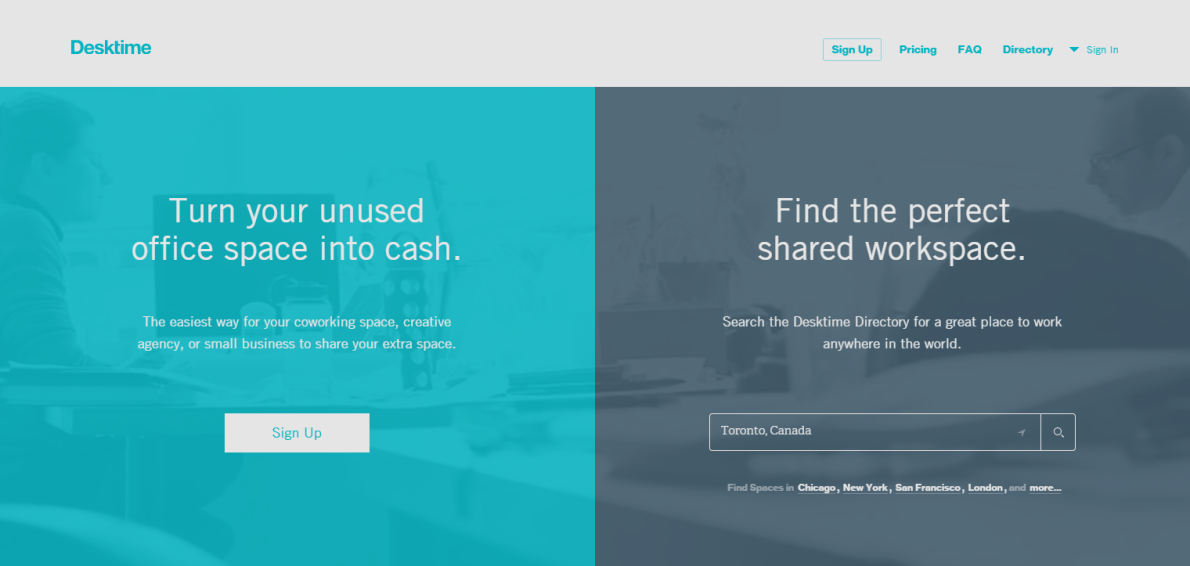 Desktime
Sign Up
Pricing
FAQ
Directory
Sign In
Turn your unused
office space into cash.
The easiest way for your coworking space, creative
agency, or small business to share your extra space.
Sign Up
Find the perfect
shared workspace.
Search the Desktime Directory for a great place to work
anywhere in the world.
Toronto, Canada
Find Spaces in Chicago, New York, San Francisco, London, and more...